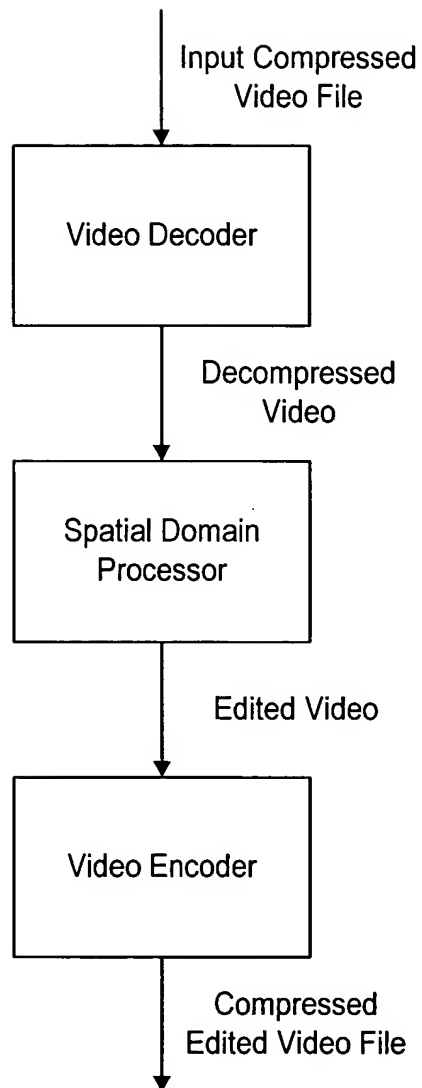 Input Compressed
Video File
Video Decoder
Decompressed
Video
Spatial Domain
Processor
Edited Video
Video Encoder
Compressed
Edited Video File